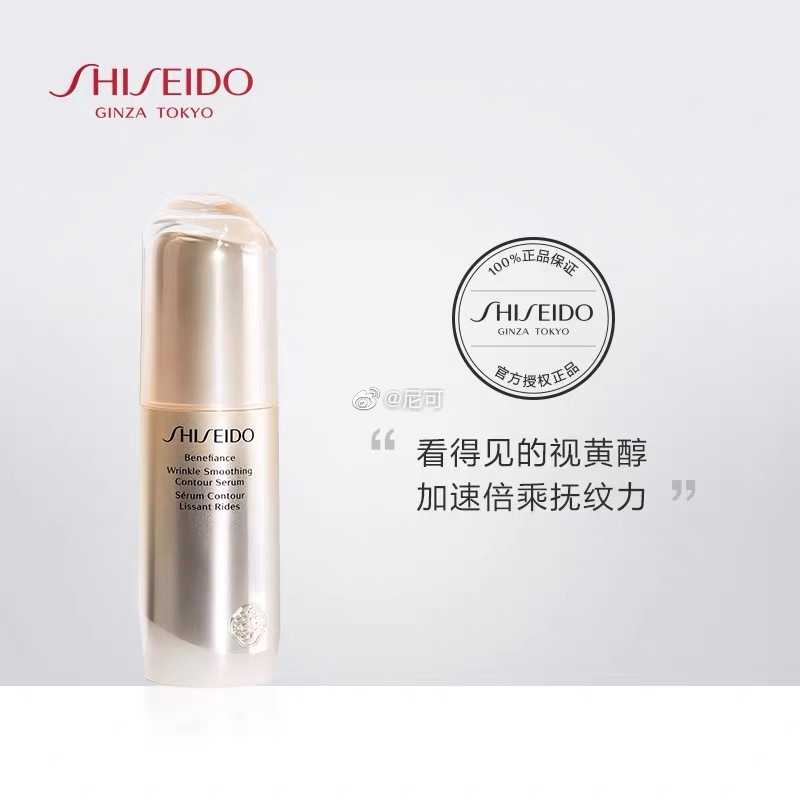 SHISEIDO
GINZA TOKYO
100%正品保证
SHISEIDO
GINZA TOKYO
官方授权正品
@尼可
SHISEIDO
Benefiance
Wrinkle Smoothing
Contour Serum
Sérum Contour
Lissant Rides
“ 看得见的视黄醇
加速倍乘抚纹力 ”